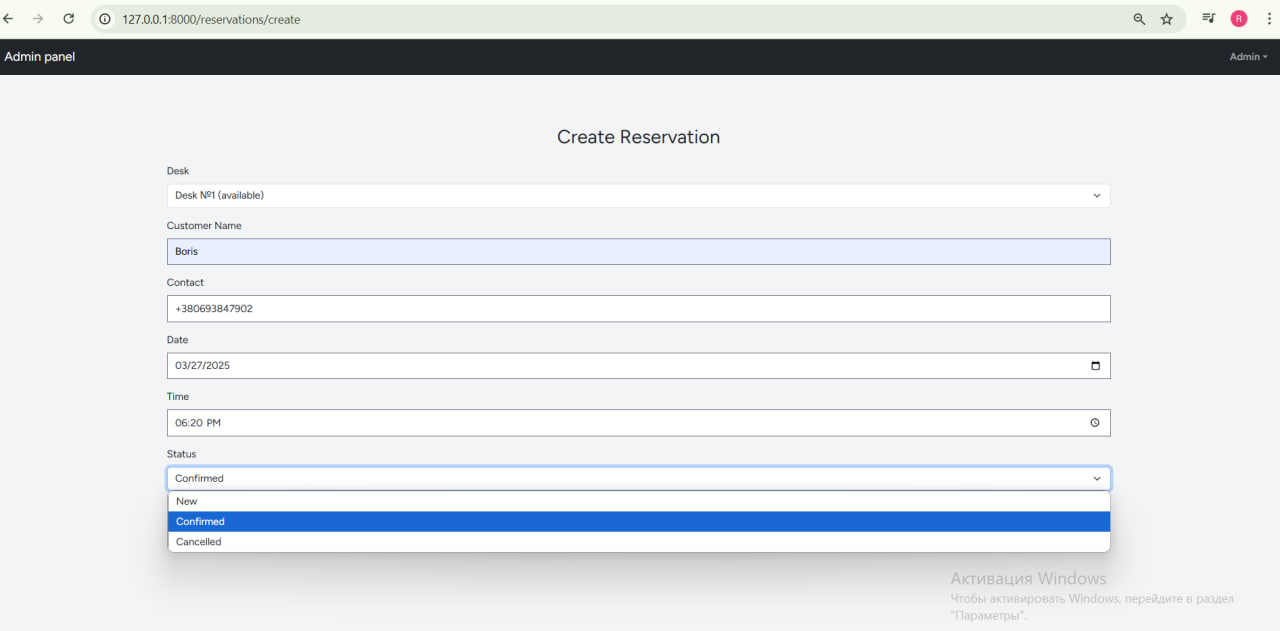 127.0.0.1:8000/reservations/create
R
Admin panel
Admin
Create Reservation
Desk
Desk №1 (available)
Customer Name
Boris
Contact
+380693847902
Date
03/27/2025
Time
06:20 PM
Status
Confirmed
New
Confirmed
Cancelled
Активация Windows
Чтобы активировать Windows, перейдите в раздел
"Параметры".